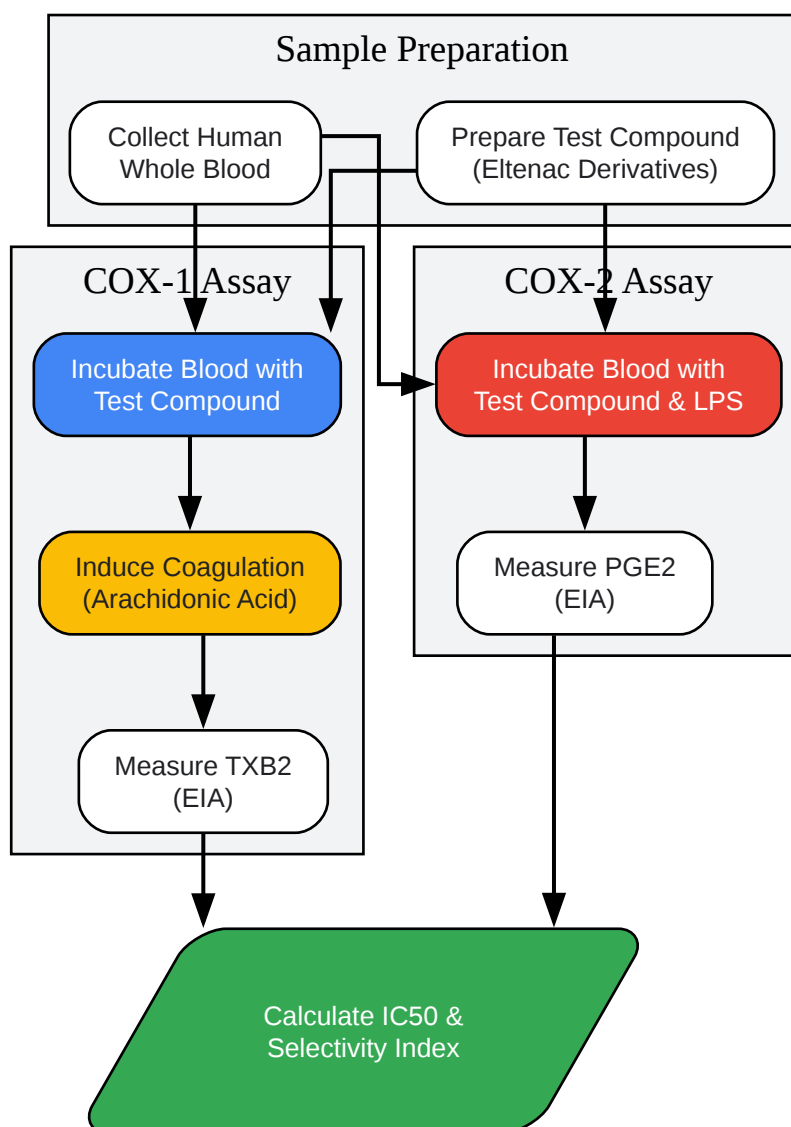 Sample Preparation
Collect Human
Whole Blood
Prepare Test Compound
(Eltenac Derivatives)
COX-1 Assay
Incubate Blood with
Test Compound
Induce Coagulation
(Arachidonic Acid)
Measure TXB2
(EIA)
COX-2 Assay
Incubate Blood with
Test Compound & LPS
Measure PGE2
(EIA)
Calculate IC50 &
Selectivity Index